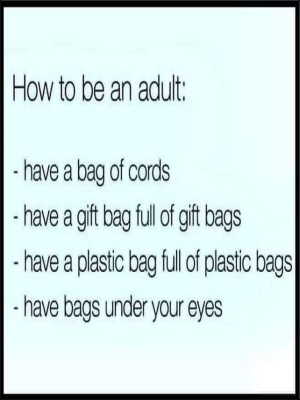 How to be an adult:
- have a bag of cords
- have a gift bag full of gift bags
- have a plastic bag full of plastic bags
- have bags under your eyes